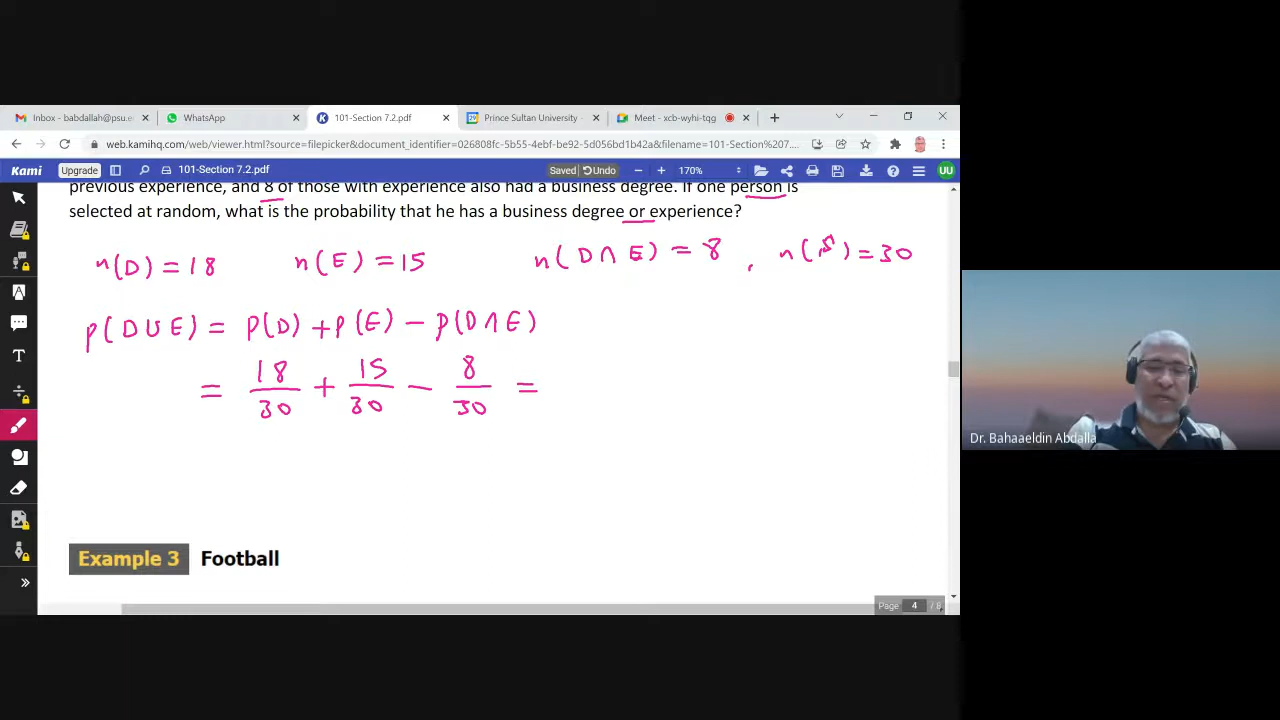 Inbox - babdallah@psu.e
WhatsApp
101-Section 7.2.pdf
Prince Sultan University -
Meet - xcb-wyhi-tqg
web.kamihq.com/web/viewer.html?source=filepicker&document_identifier=026808fc-5b55-4ebf-be92-5d056bd1b42a&filename=101-Section%207....
Kami
Upgrade
101-Section 7.2.pdf
Saved
Undo
170%
UU
previous experience, and 8 of those with experience also had a business degree. If one person is
selected at random, what is the probability that he has a business degree or experience?
n(D) = 18 n(E) = 15 n(D∩E) = 8 , n(S) = 30
p(D∪E) = p(D) + p(E) − p(D∩E)
= 18/30 + 15/30 − 8/30 =
Example 3 Football
Page 4 / 8
Dr. Bahaaeldin Abdalla